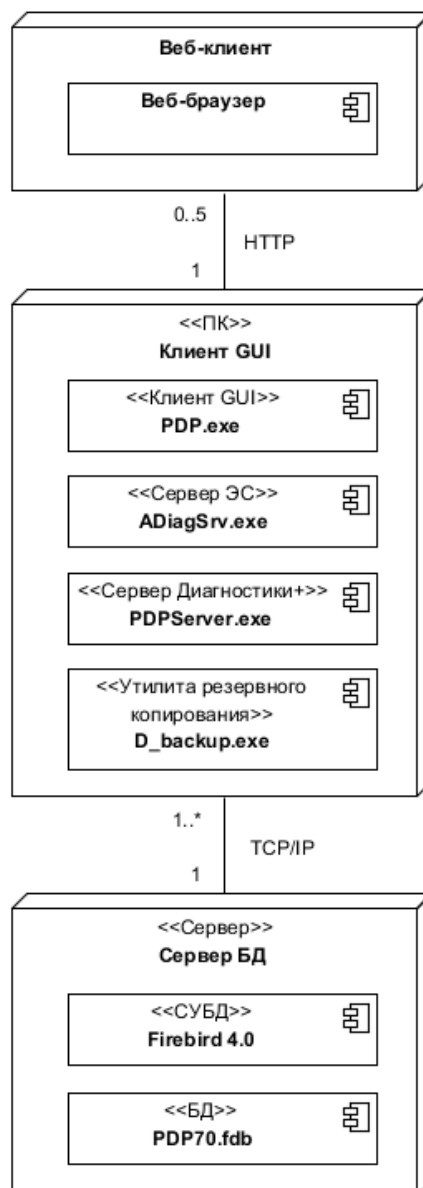 Веб-клиент
Веб-браузер
0..5
HTTP
1
<<ПК>>
Клиент GUI
<<Клиент GUI>>
PDP.exe
<<Сервер ЭС>>
ADiagSrv.exe
<<Сервер Диагностики+>>
PDPServer.exe
<<Утилита резервного
копирования>>
D_backup.exe
1..*
TCP/IP
1
<<Сервер>>
Сервер БД
<<СУБД>>
Firebird 4.0
<<БД>>
PDP70.fdb